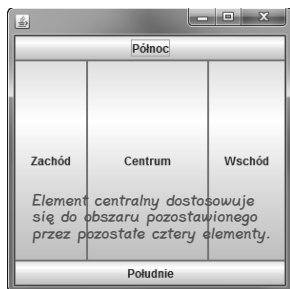 Północ
Zachód Centrum Wschód
Element centralny dostosowuje
się do obszaru pozostawionego
przez pozostałe cztery elementy.
Południe